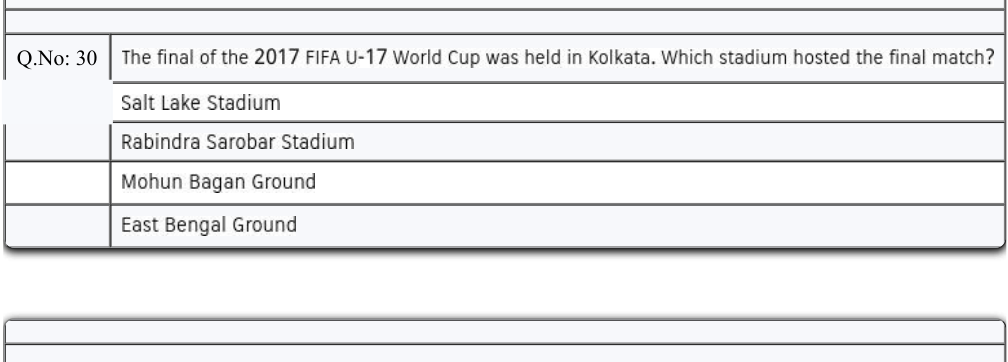 Q.No: 30 The final of the 2017 FIFA U-17 World Cup was held in Kolkata. Which stadium hosted the final match?
Salt Lake Stadium
Rabindra Sarobar Stadium
Mohun Bagan Ground
East Bengal Ground